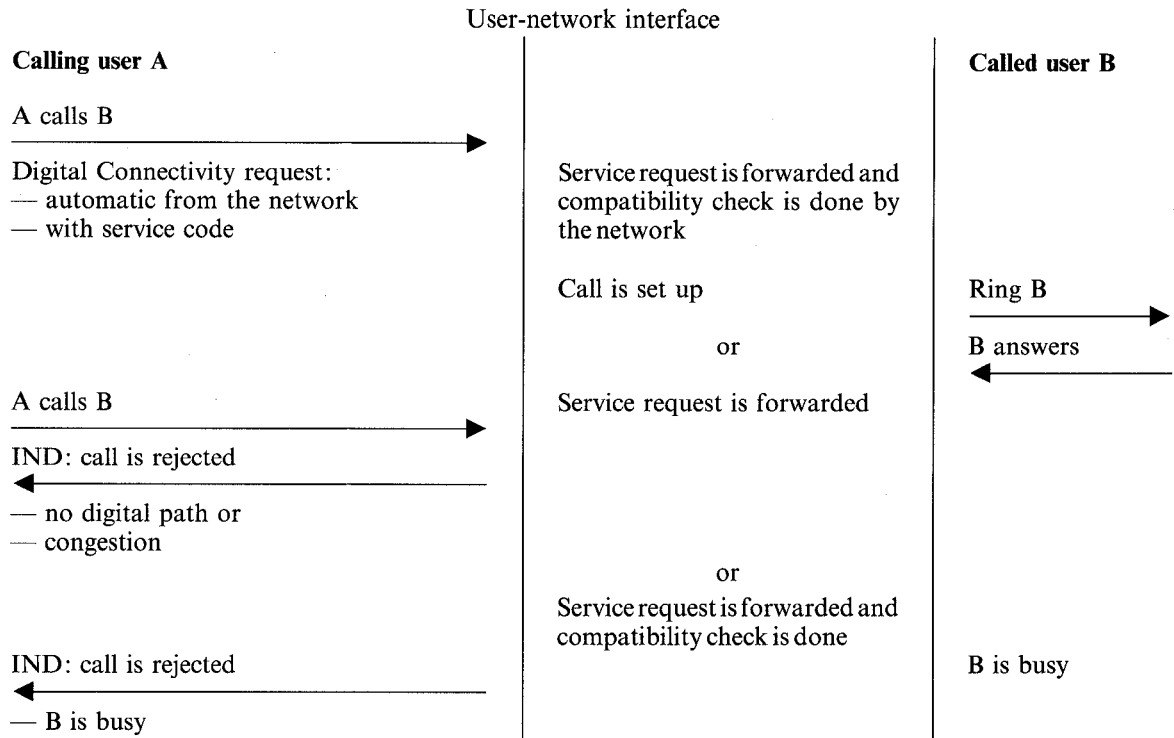 User-network interface
Calling user A
Called user B
A calls B
Digital Connectivity request:
— automatic from the network
— with service code
Service request is forwarded and
compatibility check is done by
the network
Call is set up
Ring B
or
B answers
A calls B
Service request is forwarded
IND: call is rejected
— no digital path or
— congestion
or
Service request is forwarded and
compatibility check is done
IND: call is rejected
B is busy
— B is busy